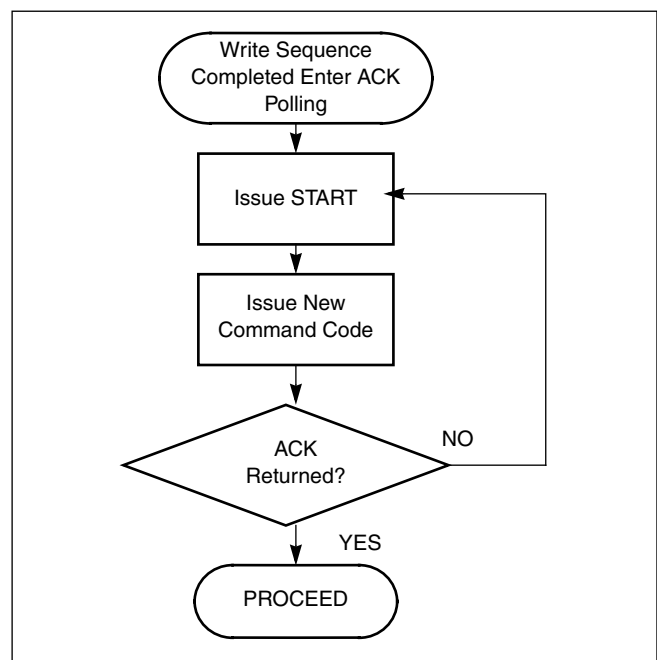 Write Sequence
Completed Enter ACK
Polling
Issue START
Issue New
Command Code
ACK
Returned?
NO
YES
PROCEED